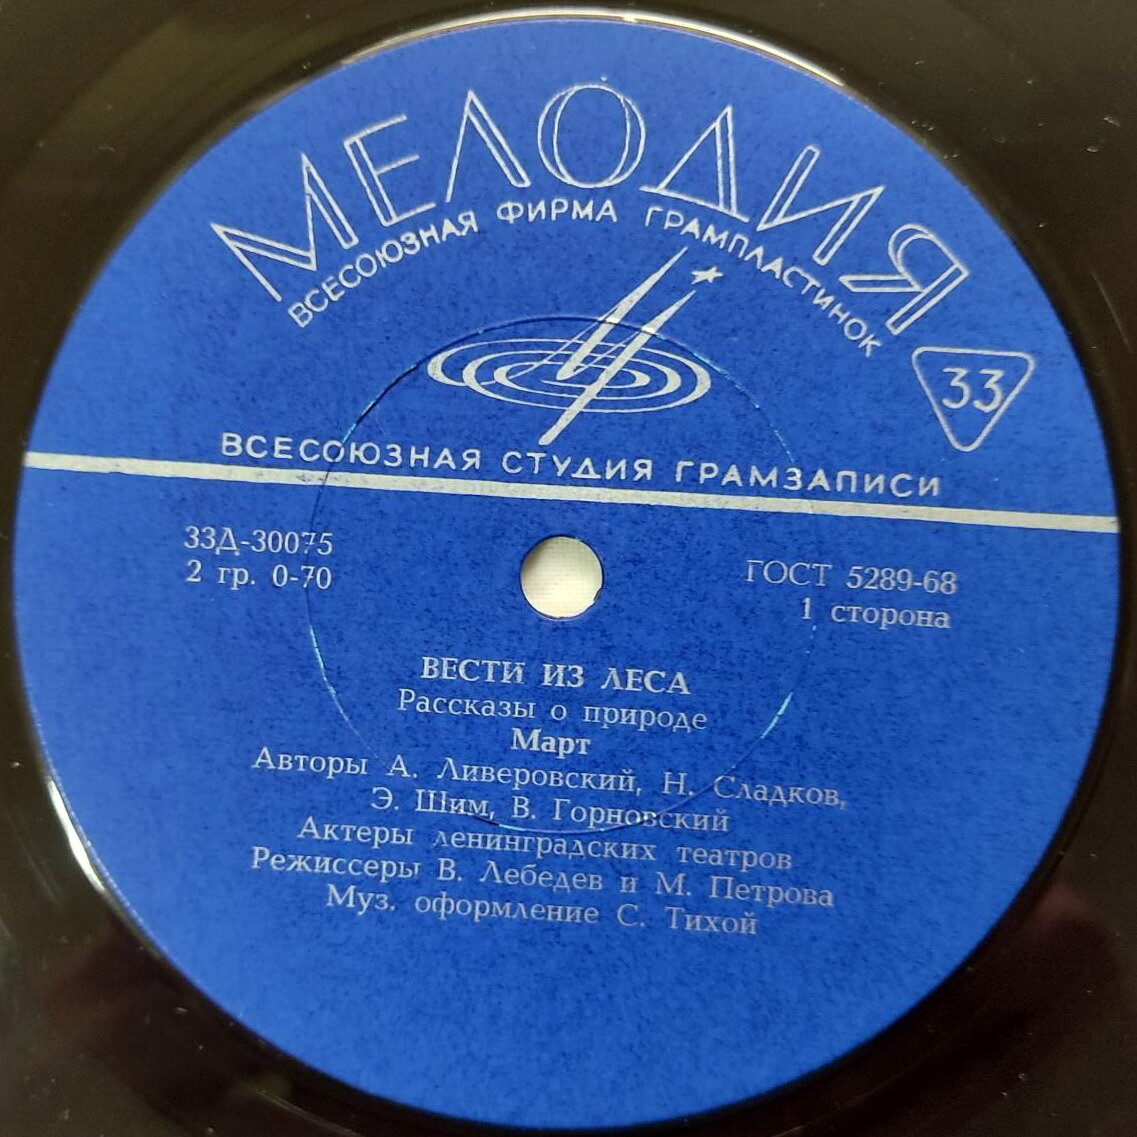 МЕЛОДИЯ
ВСЕСОЮЗНАЯ ФИРМА ГРАМПЛАСТИНОК
33
ВСЕСОЮЗНАЯ СТУДИЯ ГРАМЗАПИСИ
33Д-30075
2 гр. 0-70
ГОСТ 5289-68
1 сторона
ВЕСТИ ИЗ ЛЕСА
Рассказы о природе
Март
Авторы А. Ливеровский, Н. Сладков,
Э. Шим, В. Горновский
Актеры ленинградских театров
Режиссеры В. Лебедев и М. Петрова
Муз. оформление С. Тихой